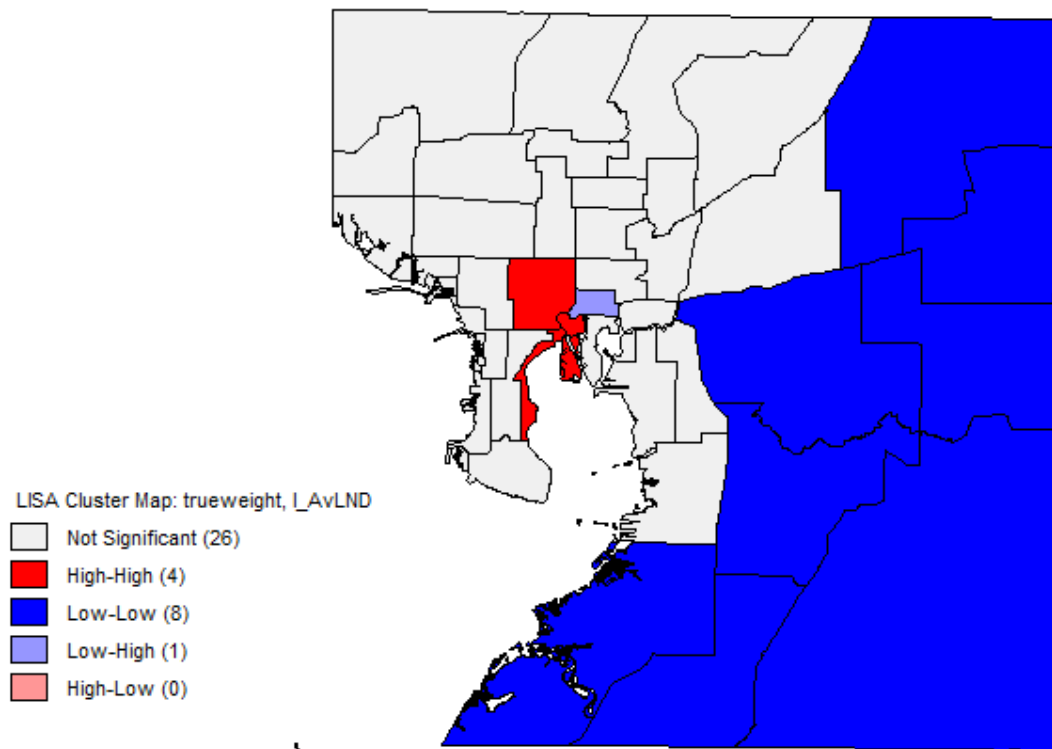 LISA Cluster Map: trueweight, I_AvLND
Not Significant (26)
High-High (4)
Low-Low (8)
Low-High (1)
High-Low (0)